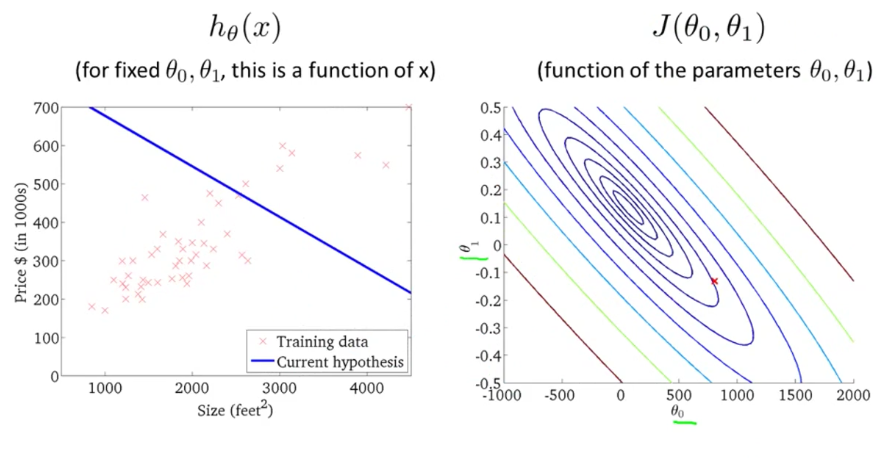 h_θ(x)
(for fixed θ₀, θ₁, this is a function of x)
700
600
500
400
300
200
100
0
Price $ (in 1000s)
1000 2000 3000 4000
Size (feet²)
Training data
Current hypothesis
J(θ₀, θ₁)
(function of the parameters θ₀, θ₁)
0.5
0.4
0.3
0.2
0.1
0
-0.1
-0.2
-0.3
-0.4
-0.5
θ₁
-1000 -500 0 500 1000 1500 2000
θ₀